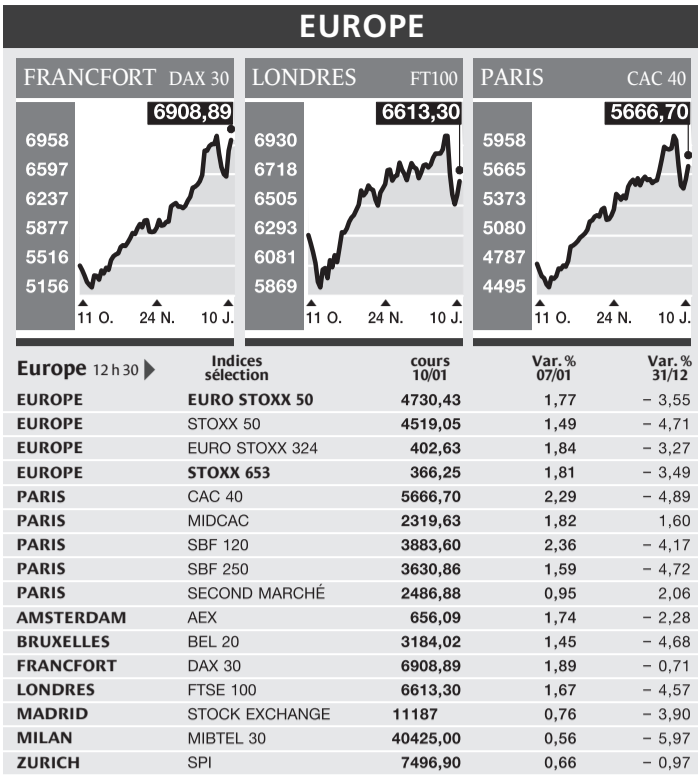 EUROPE
FRANCFORT DAX 30
6908,89
6958
6597
6237
5877
5516
5156
11 O. 24 N. 10 J.
LONDRES FT100
6613,30
6930
6718
6505
6293
6081
5869
11 O. 24 N. 10 J.
PARIS CAC 40
5666,70
5958
5665
5373
5080
4787
4495
11 O. 24 N. 10 J.
Europe 12 h 30 Indices sélection cours 10/01 Var. % 07/01 Var. % 31/12
EUROPE EURO STOXX 50 4730,43 1,77 – 3,55
EUROPE STOXX 50 4519,05 1,49 – 4,71
EUROPE EURO STOXX 324 402,63 1,84 – 3,27
EUROPE STOXX 653 366,25 1,81 – 3,49
PARIS CAC 40 5666,70 2,29 – 4,89
PARIS MIDCAC 2319,63 1,82 1,60
PARIS SBF 120 3883,60 2,36 – 4,17
PARIS SBF 250 3630,86 1,59 – 4,72
PARIS SECOND MARCHÉ 2486,88 0,95 2,06
AMSTERDAM AEX 656,09 1,74 – 2,28
BRUXELLES BEL 20 3184,02 1,45 – 4,68
FRANCFORT DAX 30 6908,89 1,89 – 0,71
LONDRES FTSE 100 6613,30 1,67 – 4,57
MADRID STOCK EXCHANGE 11187 0,76 – 3,90
MILAN MIBTEL 30 40425,00 0,56 – 5,97
ZURICH SPI 7496,90 0,66 – 0,97